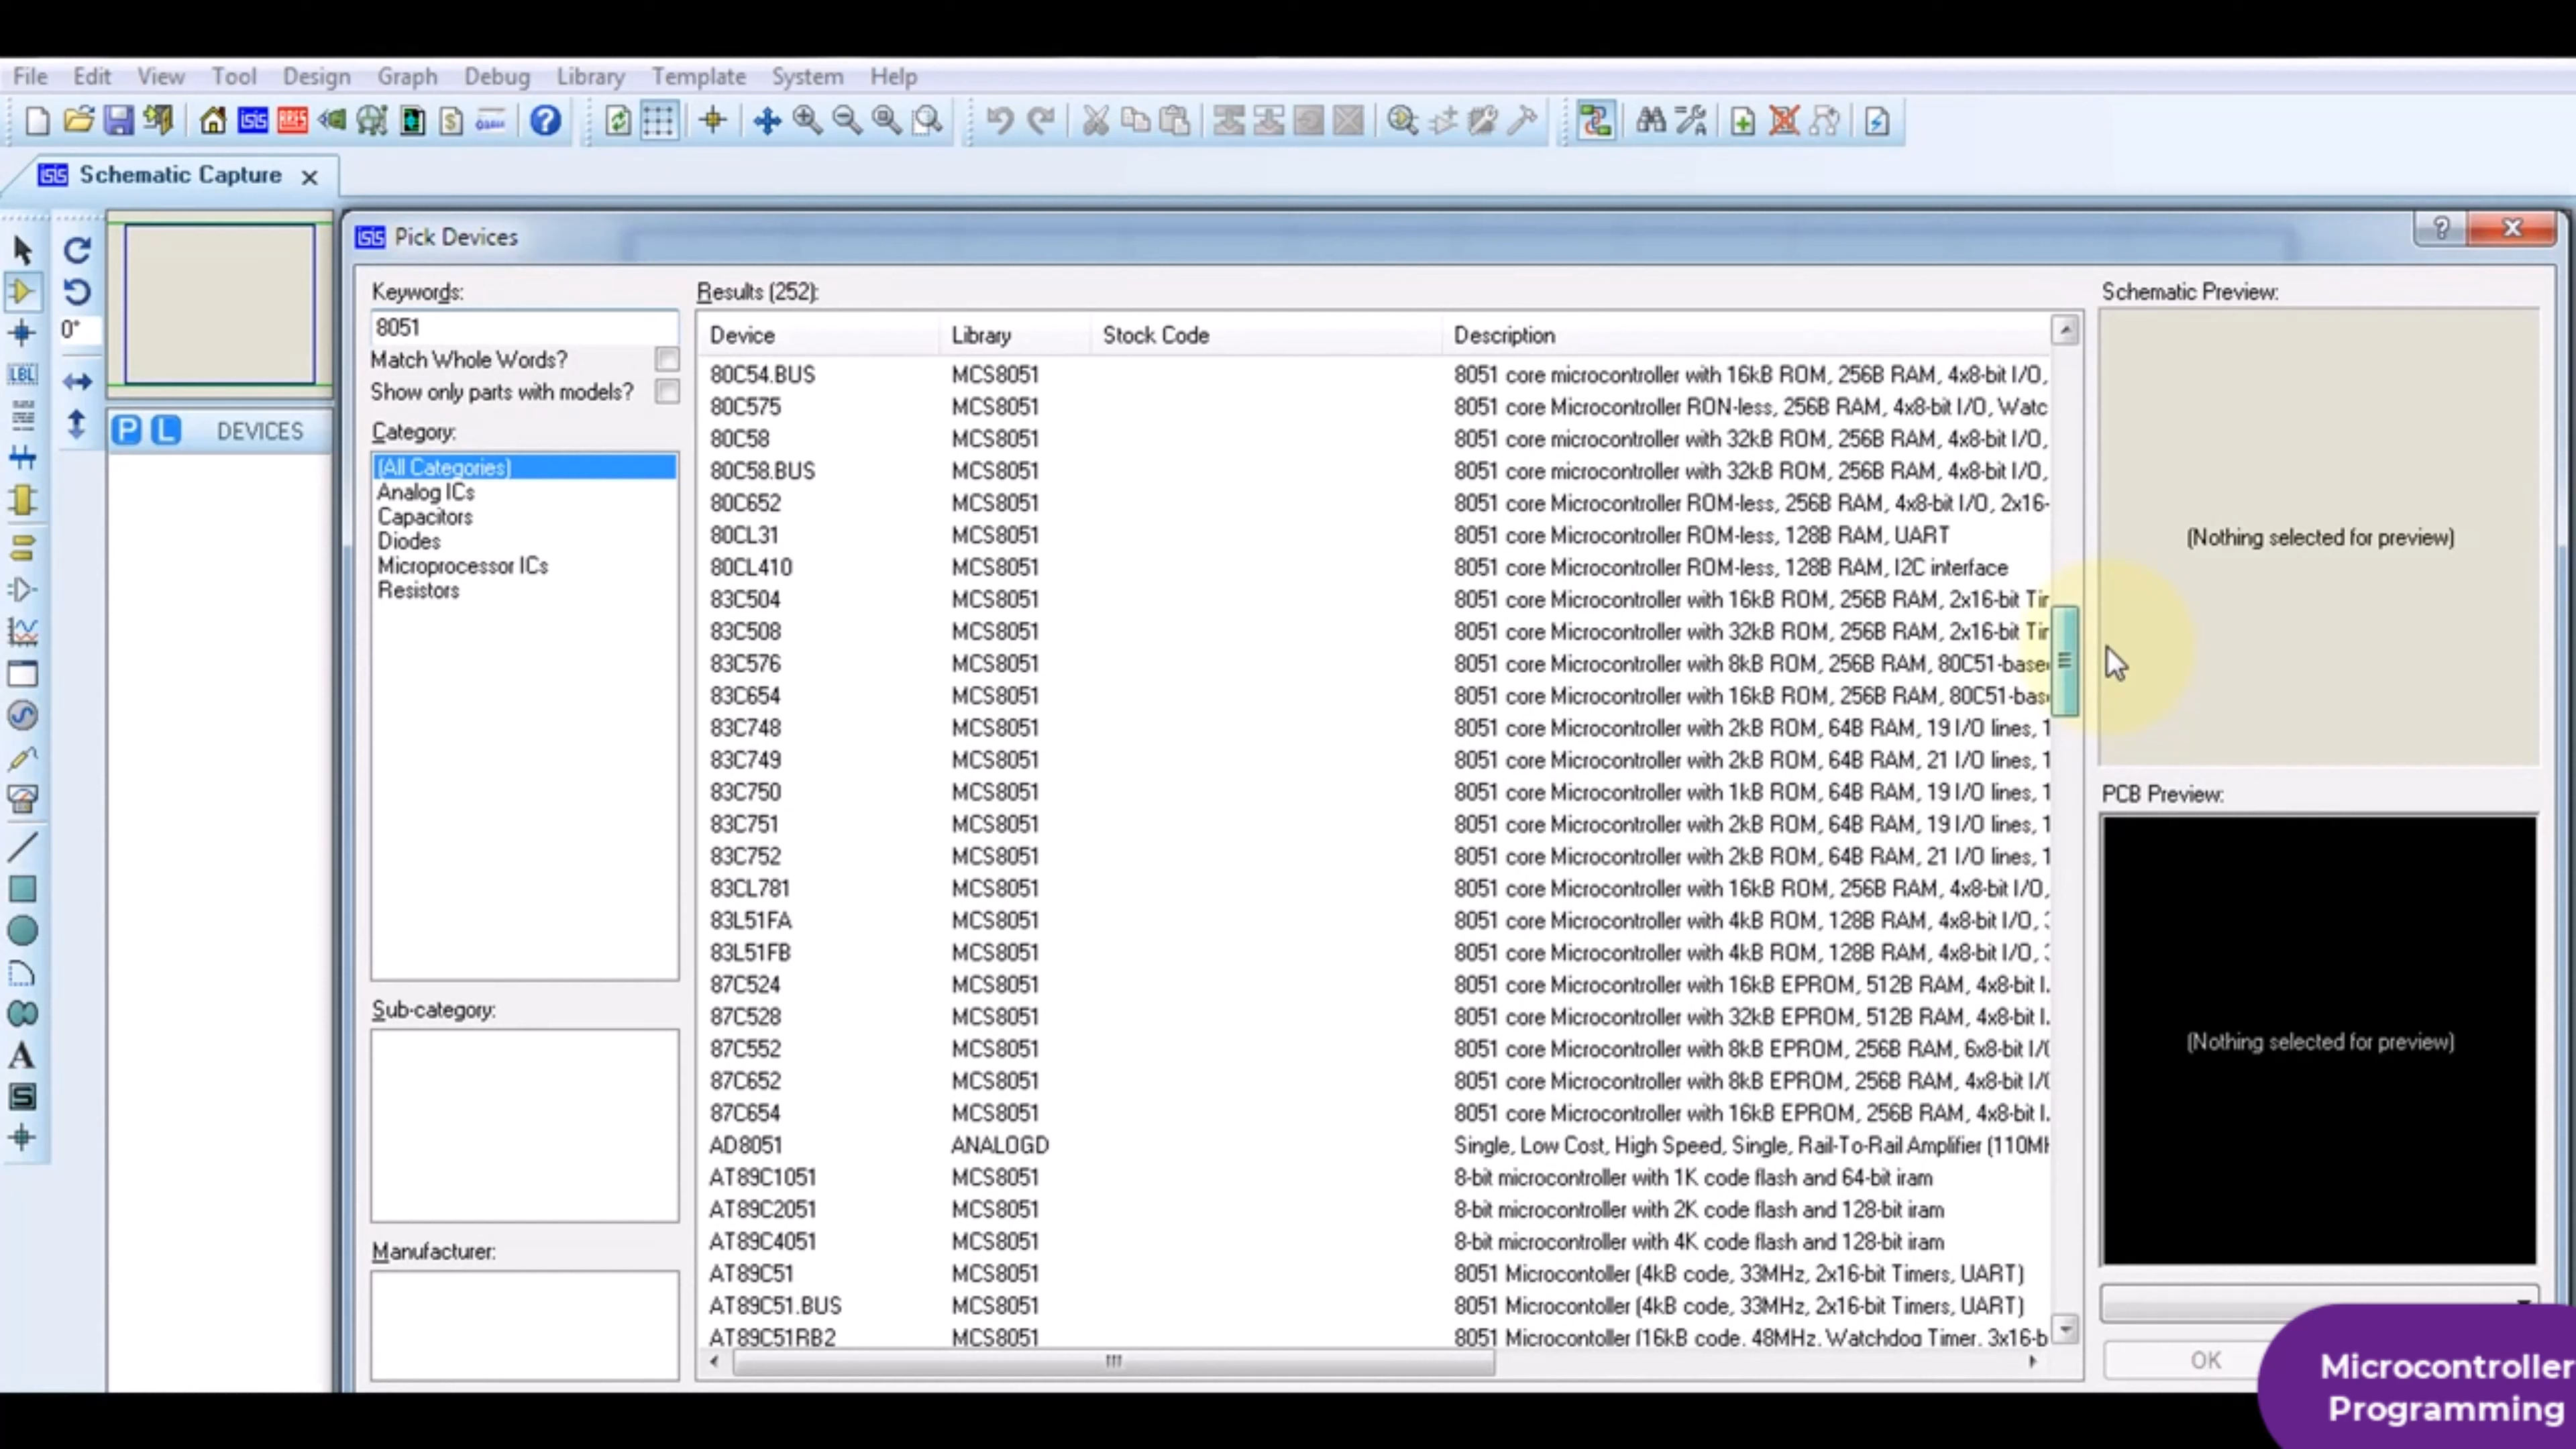 File Edit View Tool Design Graph Debug Library Template System Help
Schematic Capture
Pick Devices
0°
LBL
P L DEVICES
Keywords:
8051
Match Whole Words?
Show only parts with models?
Category:
(All Categories)
Analog ICs
Capacitors
Diodes
Microprocessor ICs
Resistors
Sub-category:
Manufacturer:
Results (252):
Device Library Stock Code Description
80C54.BUS MCS8051 8051 core microcontroller with 16kB ROM, 256B RAM, 4x8-bit I/O,
80C575 MCS8051 8051 core Microcontroller RON-less, 256B RAM, 4x8-bit I/O, Watc
80C58 MCS8051 8051 core microcontroller with 32kB ROM, 256B RAM, 4x8-bit I/O,
80C58.BUS MCS8051 8051 core microcontroller with 32kB ROM, 256B RAM, 4x8-bit I/O,
80C652 MCS8051 8051 core Microcontroller ROM-less, 256B RAM, 4x8-bit I/O, 2x16-
80CL31 MCS8051 8051 core Microcontroller ROM-less, 128B RAM, UART
80CL410 MCS8051 8051 core Microcontroller ROM-less, 128B RAM, I2C interface
83C504 MCS8051 8051 core Microcontroller with 16kB ROM, 256B RAM, 2x16-bit Tir
83C508 MCS8051 8051 core Microcontroller with 32kB ROM, 256B RAM, 2x16-bit Tir
83C576 MCS8051 8051 core Microcontroller with 8kB ROM, 256B RAM, 80C51-base
83C654 MCS8051 8051 core Microcontroller with 16kB ROM, 256B RAM, 80C51-bas
83C748 MCS8051 8051 core Microcontroller with 2kB ROM, 64B RAM, 19 I/O lines, 1
83C749 MCS8051 8051 core Microcontroller with 2kB ROM, 64B RAM, 21 I/O lines, 1
83C750 MCS8051 8051 core Microcontroller with 1kB ROM, 64B RAM, 19 I/O lines, 1
83C751 MCS8051 8051 core Microcontroller with 2kB ROM, 64B RAM, 19 I/O lines, 1
83C752 MCS8051 8051 core Microcontroller with 2kB ROM, 64B RAM, 21 I/O lines, 1
83CL781 MCS8051 8051 core Microcontroller with 16kB ROM, 256B RAM, 4x8-bit I/O,
83L51FA MCS8051 8051 core Microcontroller with 4kB ROM, 128B RAM, 4x8-bit I/O,
83L51FB MCS8051 8051 core Microcontroller with 4kB ROM, 128B RAM, 4x8-bit I/O,
87C524 MCS8051 8051 core Microcontroller with 16kB EPROM, 512B RAM, 4x8-bit I.
87C528 MCS8051 8051 core Microcontroller with 32kB EPROM, 512B RAM, 4x8-bit I.
87C552 MCS8051 8051 core Microcontroller with 8kB EPROM, 256B RAM, 6x8-bit I/
87C652 MCS8051 8051 core Microcontroller with 8kB EPROM, 256B RAM, 4x8-bit I/
87C654 MCS8051 8051 core Microcontroller with 16kB EPROM, 256B RAM, 4x8-bit I.
AD8051 ANALOGD Single, Low Cost, High Speed, Single, Rail-To-Rail Amplifier (110MH
AT89C1051 MCS8051 8-bit microcontroller with 1K code flash and 64-bit iram
AT89C2051 MCS8051 8-bit microcontroller with 2K code flash and 128-bit iram
AT89C4051 MCS8051 8-bit microcontroller with 4K code flash and 128-bit iram
AT89C51 MCS8051 8051 Microcontoller (4kB code, 33MHz, 2x16-bit Timers, UART)
AT89C51.BUS MCS8051 8051 Microcontoller (4kB code, 33MHz, 2x16-bit Timers, UART)
AT89C51RB2 MCS8051 8051 Microcontoller (16kB code, 48MHz, Watchdog Timer, 3x16-b
Schematic Preview:
(Nothing selected for preview)
PCB Preview:
(Nothing selected for preview)
OK
Microcontroller
Programming